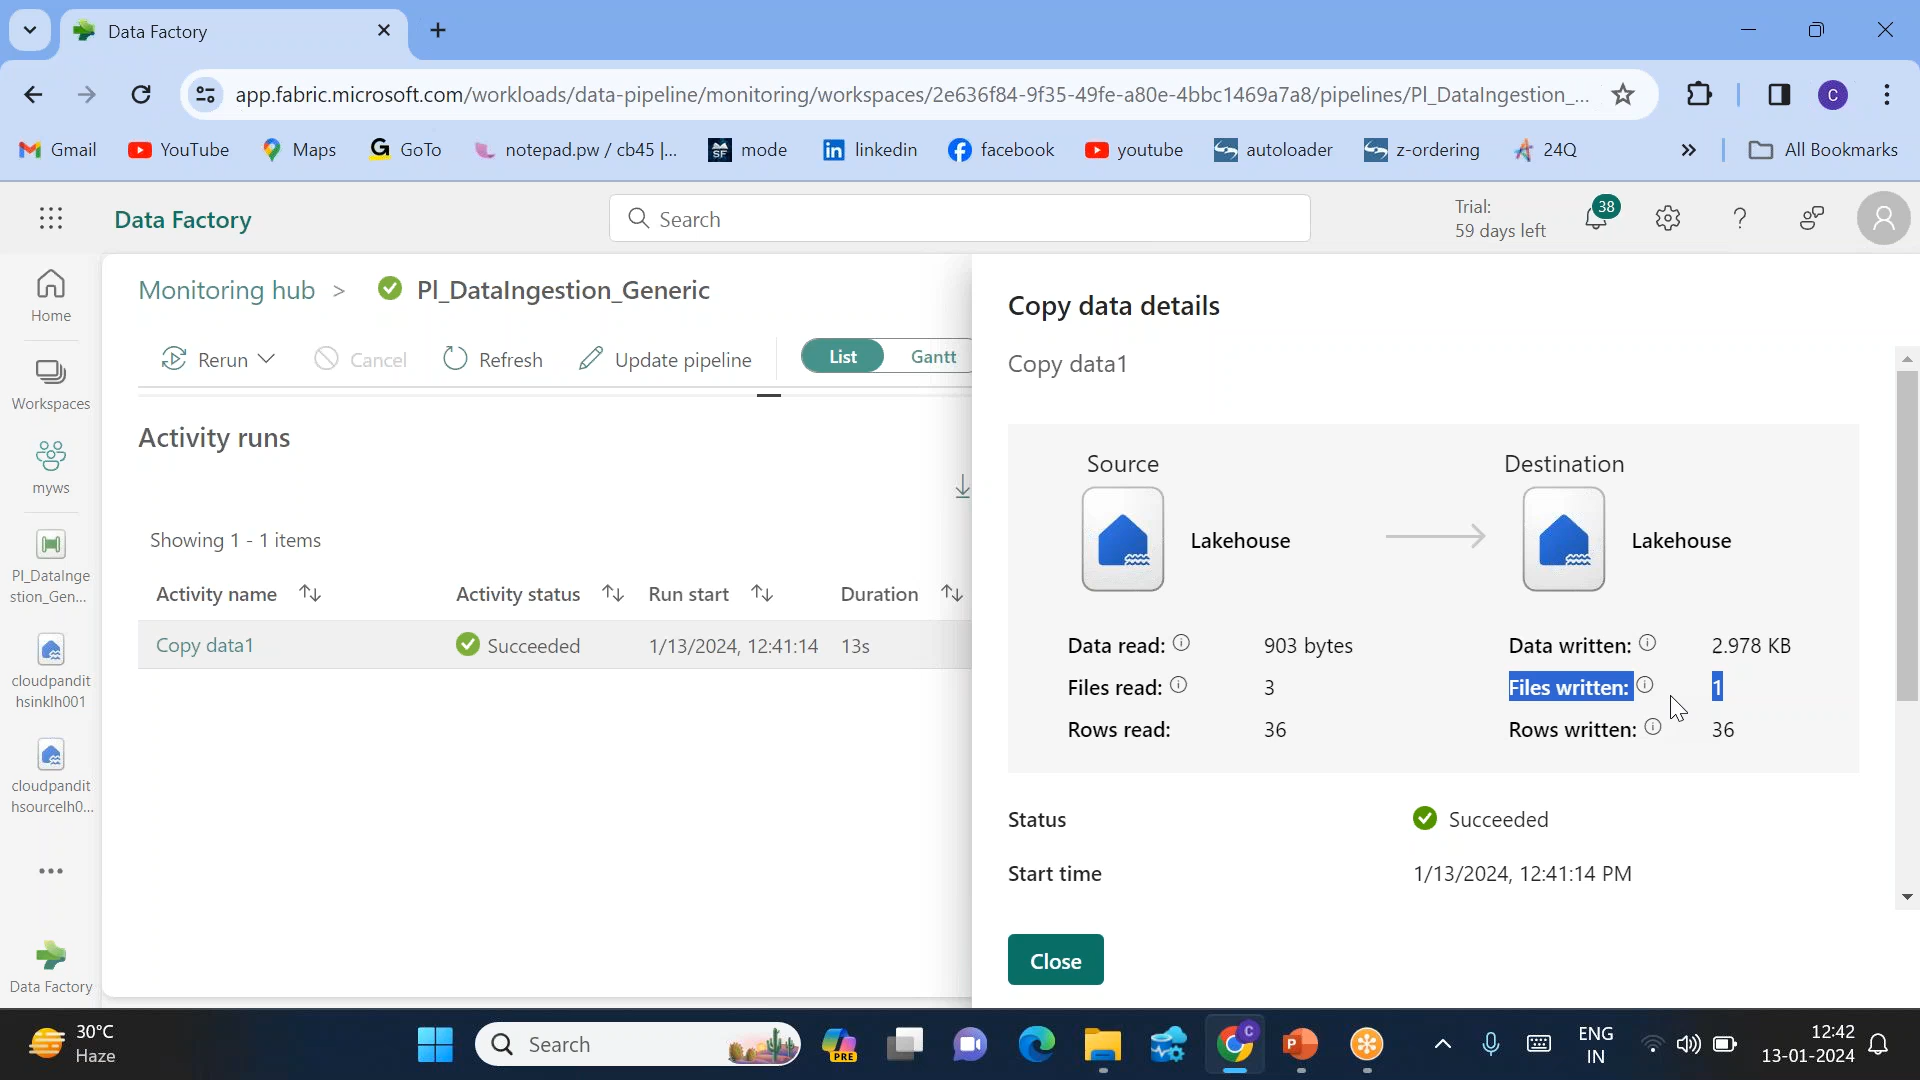 Data Factory
app.fabric.microsoft.com/workloads/data-pipeline/monitoring/workspaces/2e636f84-9f35-49fe-a80e-4bbc1469a7a8/pipelines/Pl_DataIngestion_...
C
Gmail
YouTube
Maps
GoTo
notepad.pw / cb45 |...
mode
linkedin
facebook
youtube
autoloader
z-ordering
24Q
All Bookmarks
Data Factory
Search
Trial:
59 days left
38
Home
Workspaces
myws
Pl_DataInge
stion_Gen...
cloudpandit
hsinklh001
cloudpandit
hsourcelh0...
Data Factory
Monitoring hub > Pl_DataIngestion_Generic
Rerun
Cancel
Refresh
Update pipeline
List
Gantt
Activity runs
Showing 1 - 1 items
Activity name
Activity status
Run start
Duration
Copy data1
Succeeded
1/13/2024, 12:41:14
13s
Copy data details
Copy data1
Source
Destination
Lakehouse
Lakehouse
Data read: 903 bytes
Data written: 2.978 KB
Files read: 3
Files written: 1
Rows read: 36
Rows written: 36
Status
Succeeded
Start time
1/13/2024, 12:41:14 PM
Close
30°C
Haze
Search
PRE
C
P
ENG
IN
12:42
13-01-2024